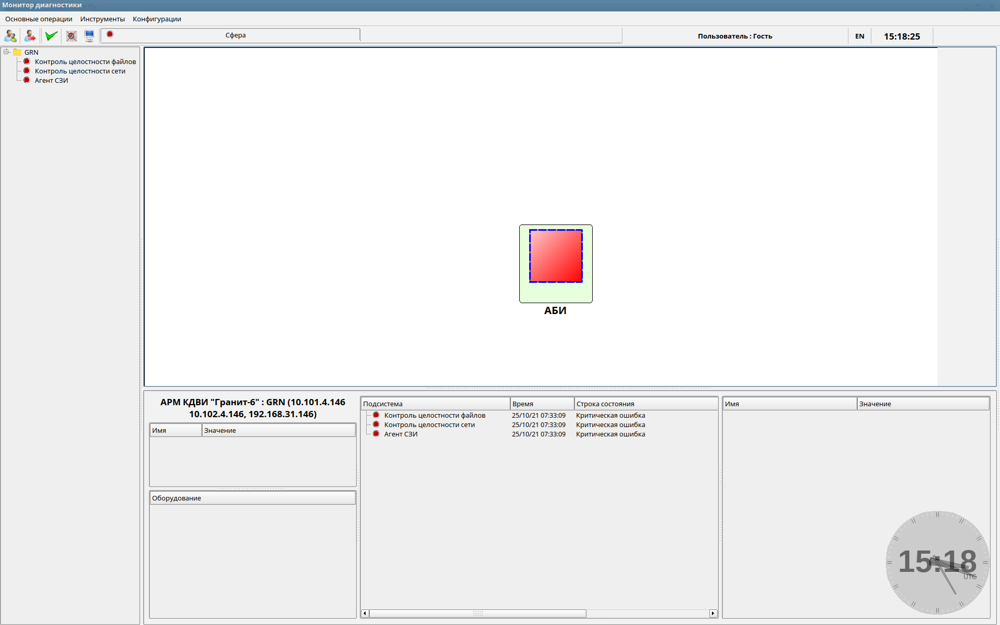 Монитор диагностики
Основные операции Инструменты Конфигурации
Сфера
Пользователь : Гость
EN
15:18:25
GRN
Контроль целостности файлов
Контроль целостности сети
Агент СЗИ
АБИ
АРМ КДВИ "Гранит-6" : GRN (10.101.4.146
10.102.4.146, 192.168.31.146)
Имя Значение
Оборудование
Подсистема Время Строка состояния
Контроль целостности файлов 25/10/21 07:33:09 Критическая ошибка
Контроль целостности сети 25/10/21 07:33:09 Критическая ошибка
Агент СЗИ 25/10/21 07:33:09 Критическая ошибка
Имя Значение
15:18
UTC